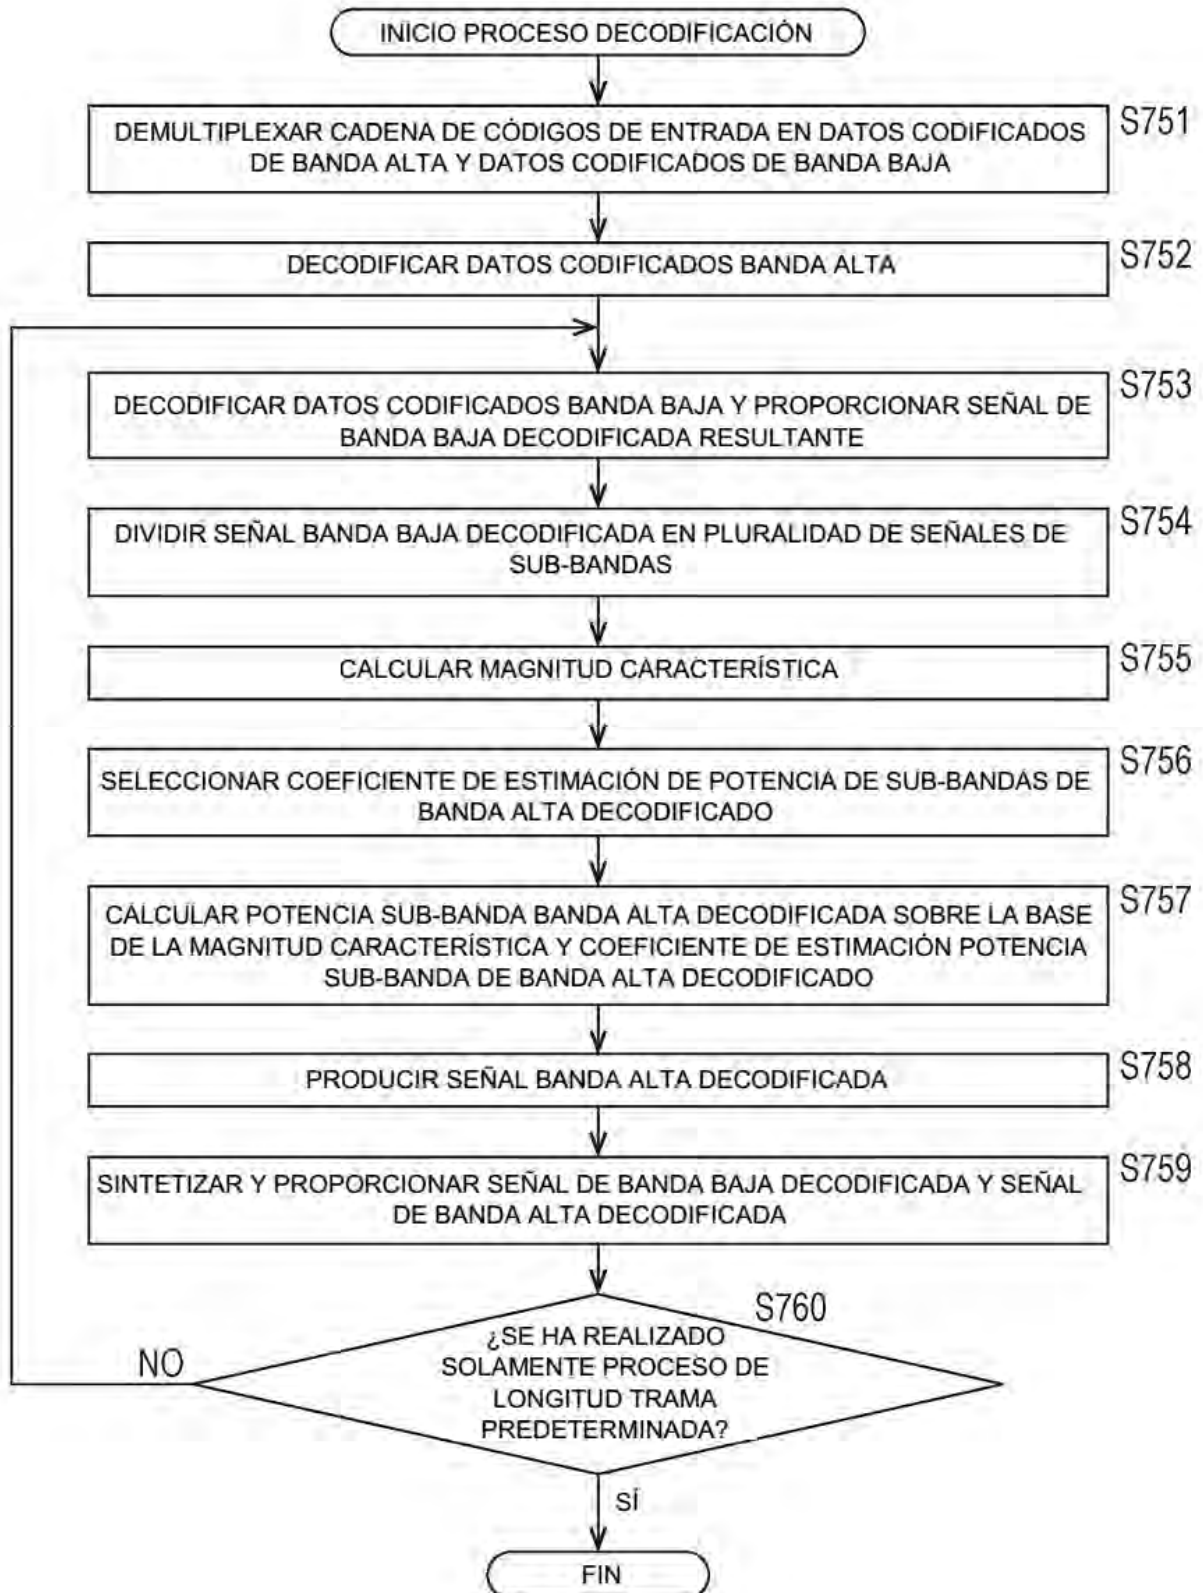 INICIO PROCESO DECODIFICACIÓN
DEMULTIPLEXAR CADENA DE CÓDIGOS DE ENTRADA EN DATOS CODIFICADOS
DE BANDA ALTA Y DATOS CODIFICADOS DE BANDA BAJA
S751
DECODIFICAR DATOS CODIFICADOS BANDA ALTA
S752
DECODIFICAR DATOS CODIFICADOS BANDA BAJA Y PROPORCIONAR SEÑAL DE
BANDA BAJA DECODIFICADA RESULTANTE
S753
DIVIDIR SEÑAL BANDA BAJA DECODIFICADA EN PLURALIDAD DE SEÑALES DE
SUB-BANDAS
S754
CALCULAR MAGNITUD CARACTERÍSTICA
S755
SELECCIONAR COEFICIENTE DE ESTIMACIÓN DE POTENCIA DE SUB-BANDAS DE
BANDA ALTA DECODIFICADO
S756
CALCULAR POTENCIA SUB-BANDA BANDA ALTA DECODIFICADA SOBRE LA BASE
DE LA MAGNITUD CARACTERÍSTICA Y COEFICIENTE DE ESTIMACIÓN POTENCIA
SUB-BANDA DE BANDA ALTA DECODIFICADO
S757
PRODUCIR SEÑAL BANDA ALTA DECODIFICADA
S758
SINTETIZAR Y PROPORCIONAR SEÑAL DE BANDA BAJA DECODIFICADA Y SEÑAL
DE BANDA ALTA DECODIFICADA
S759
S760
¿SE HA REALIZADO
SOLAMENTE PROCESO DE
LONGITUD TRAMA
PREDETERMINADA?
NO
SÍ
FIN